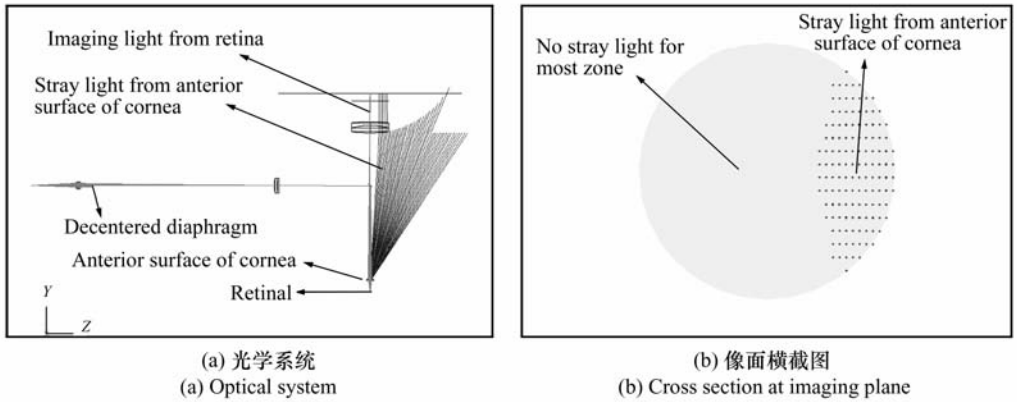 Imaging light from retina
Stray light from anterior
surface of cornea
Decentered diaphragm
Anterior surface of cornea
Retinal
Y
Z
(a) 光学系统
(a) Optical system
No stray light for
most zone
Stray light from anterior
surface of cornea
(b) 像面横截图
(b) Cross section at imaging plane